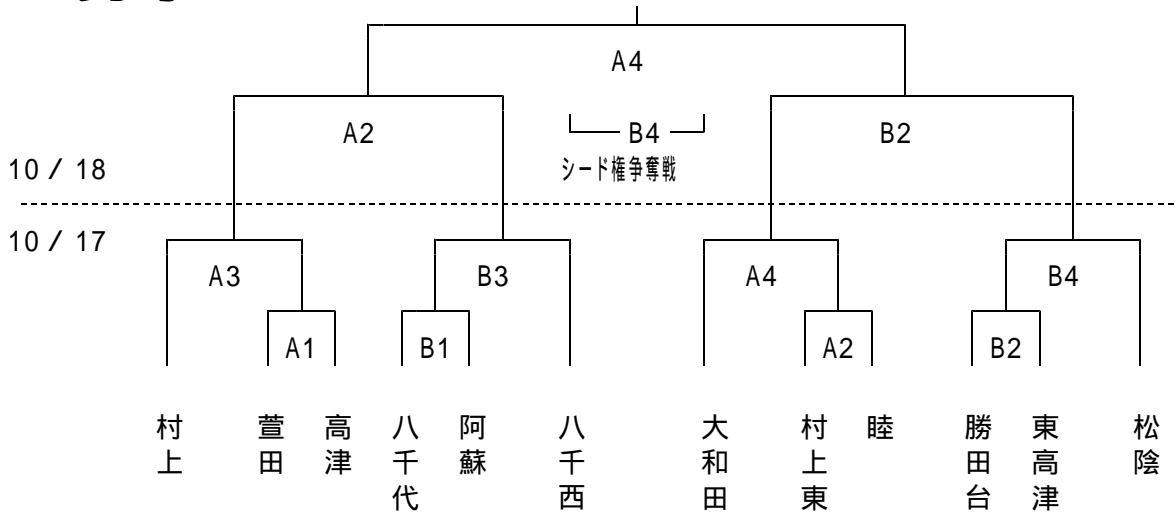 A4
A2
B4
B2
シード権争奪戦
10 / 18
10 / 17
A3
B3
A4
B4
A1
B1
A2
B2
村上
萱田
高津
八千代
阿蘇
八千西
大和田
村上東
睦
勝田台
東高津
松陰